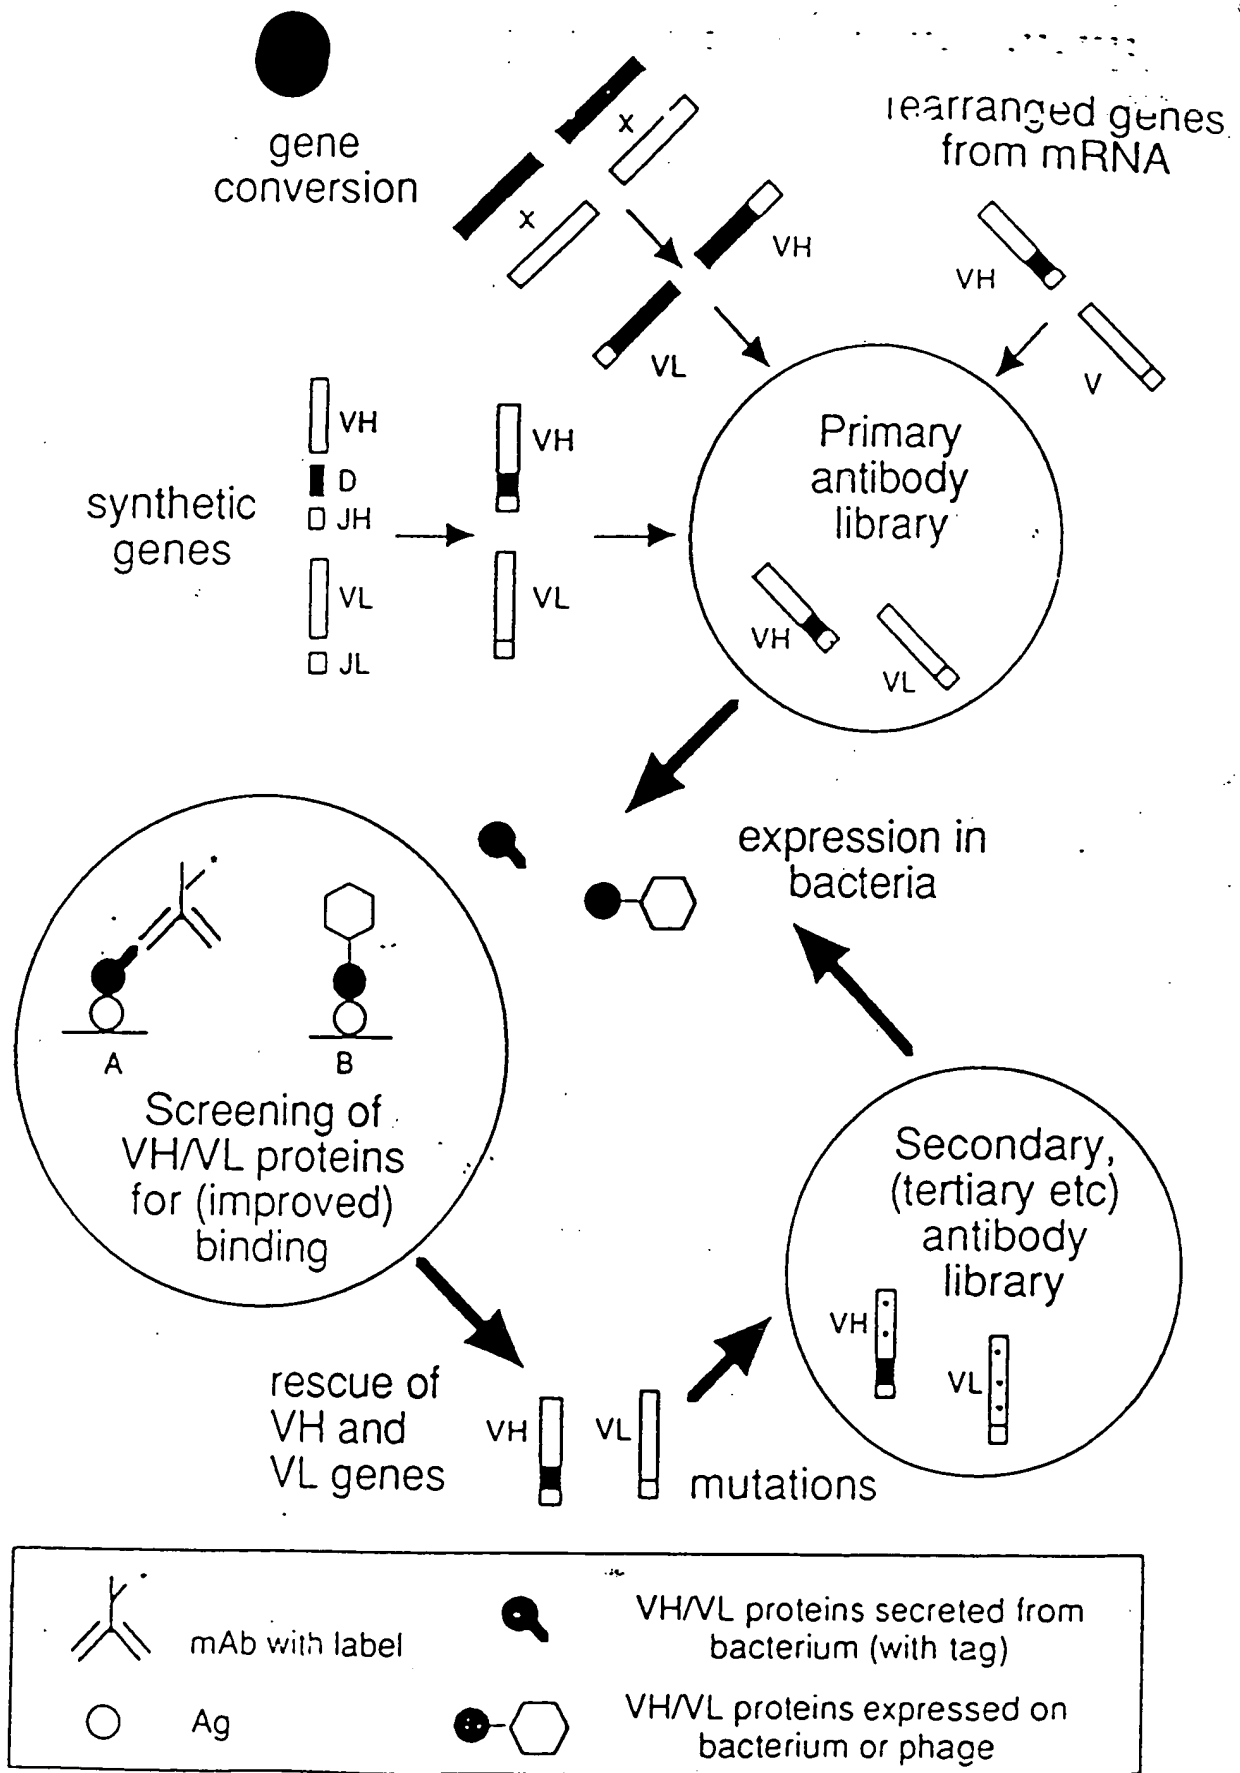 gene
conversion
X
X
VH
VL
rearranged genes
from mRNA
VH
V
synthetic
genes
VH
D
JH
VL
JL
VH
VL
Primary
antibody
library
VH
VL
expression in
bacteria
A
B
Screening of
VH/VL proteins
for (improved)
binding
Secondary,
(tertiary etc)
antibody
library
VH
VL
rescue of
VH and
VL genes
VH
VL
mutations
mAb with label
Ag
VH/VL proteins secreted from
bacterium (with tag)
VH/VL proteins expressed on
bacterium or phage